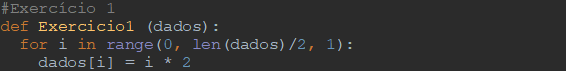 #Exercício 1
def Exercicio1 (dados):
  for i in range(0, len(dados)/2, 1):
    dados[i] = i * 2